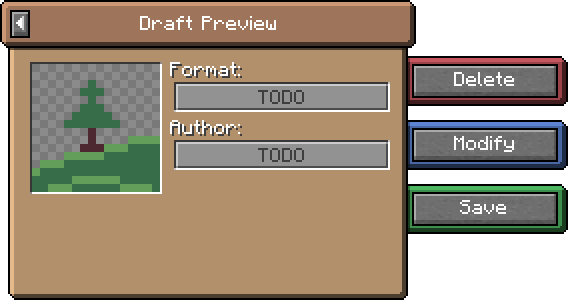 Draft Preview
Format:
TODO
Author:
TODO
Delete
Modify
Save